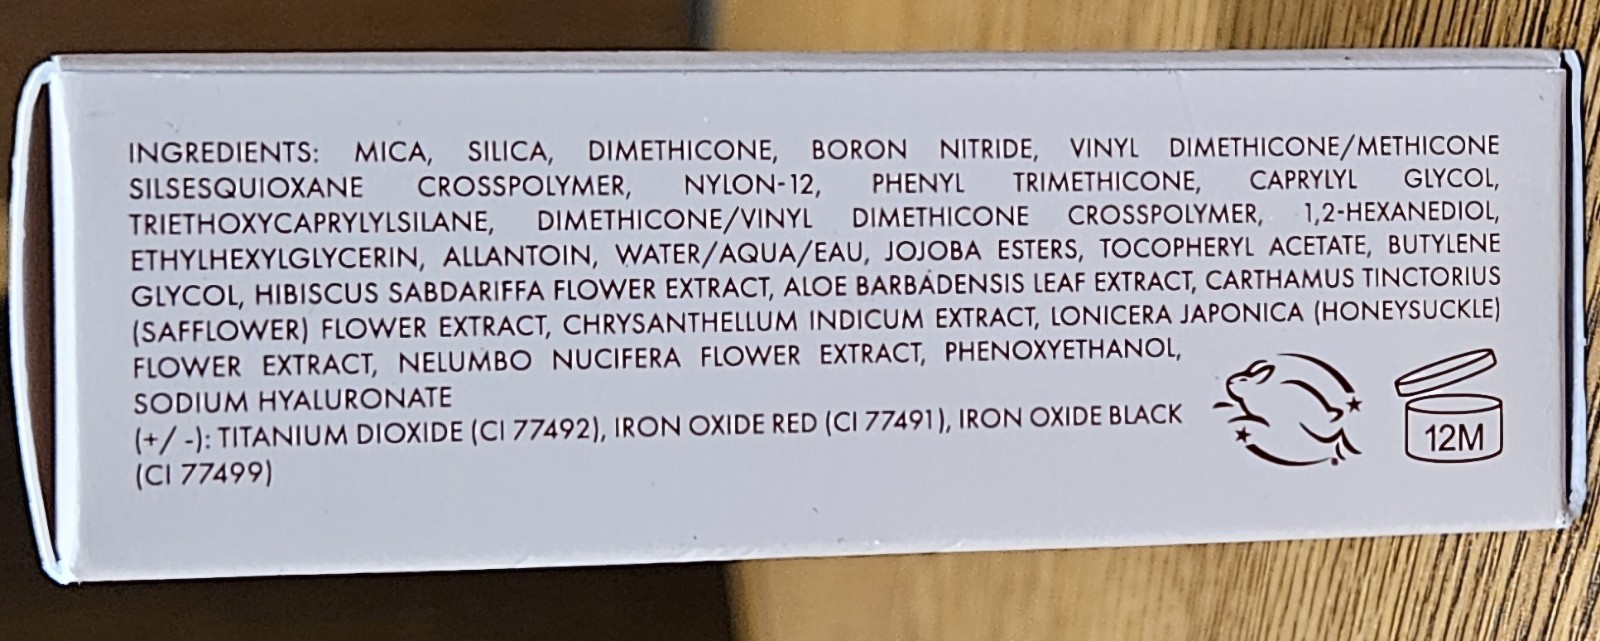 INGREDIENTS: MICA, SILICA, DIMETHICONE, BORON NITRIDE, VINYL DIMETHICONE/METHICONE
SILSESQUIOXANE CROSSPOLYMER, NYLON-12, PHENYL TRIMETHICONE, CAPRYLYL GLYCOL,
TRIETHOXYCAPRYLYLSILANE, DIMETHICONE/VINYL DIMETHICONE CROSSPOLYMER, 1,2-HEXANEDIOL,
ETHYLHEXYLGLYCERIN, ALLANTOIN, WATER/AQUA/EAU, JOJOBA ESTERS, TOCOPHERYL ACETATE, BUTYLENE
GLYCOL, HIBISCUS SABDARIFFA FLOWER EXTRACT, ALOE BARBADENSIS LEAF EXTRACT, CARTHAMUS TINCTORIUS
(SAFFLOWER) FLOWER EXTRACT, CHRYSANTHELLUM INDICUM EXTRACT, LONICERA JAPONICA (HONEYSUCKLE)
FLOWER EXTRACT, NELUMBO NUCIFERA FLOWER EXTRACT, PHENOXYETHANOL,
SODIUM HYALURONATE
(+/ -): TITANIUM DIOXIDE (CI 77492), IRON OXIDE RED (CI 77491), IRON OXIDE BLACK
(CI 77499)
12M